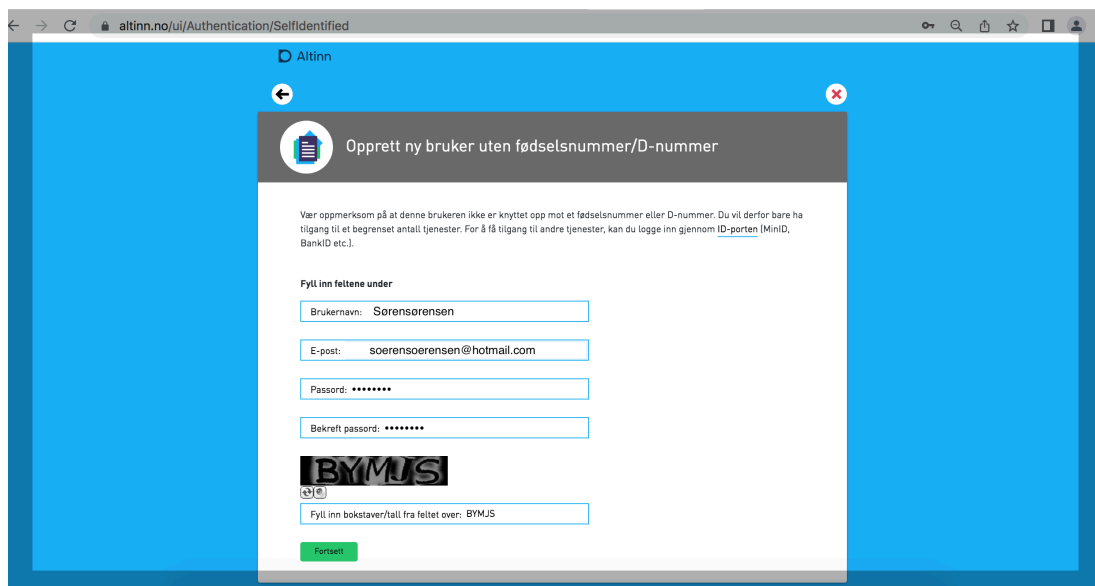 altinn.no/ui/Authentication/SelfIdentified
Altinn
Opprett ny bruker uten fødselsnummer/D-nummer
Vær oppmerksom på at denne brukeren ikke er knyttet opp mot et fødselsnummer eller D-nummer. Du vil derfor bare ha
tilgang til et begrenset antall tjenester. For å få tilgang til andre tjenester, kan du logge inn gjennom ID-porten (MinID,
BankID etc.).
Fyll inn feltene under
Brukernavn: Sørensørensen
E-post: soerensoerensen@hotmail.com
Passord: ••••••••
Bekreft passord: ••••••••
BYMJS
Fyll inn bokstaver/tall fra feltet over: BYMJS
Fortsett